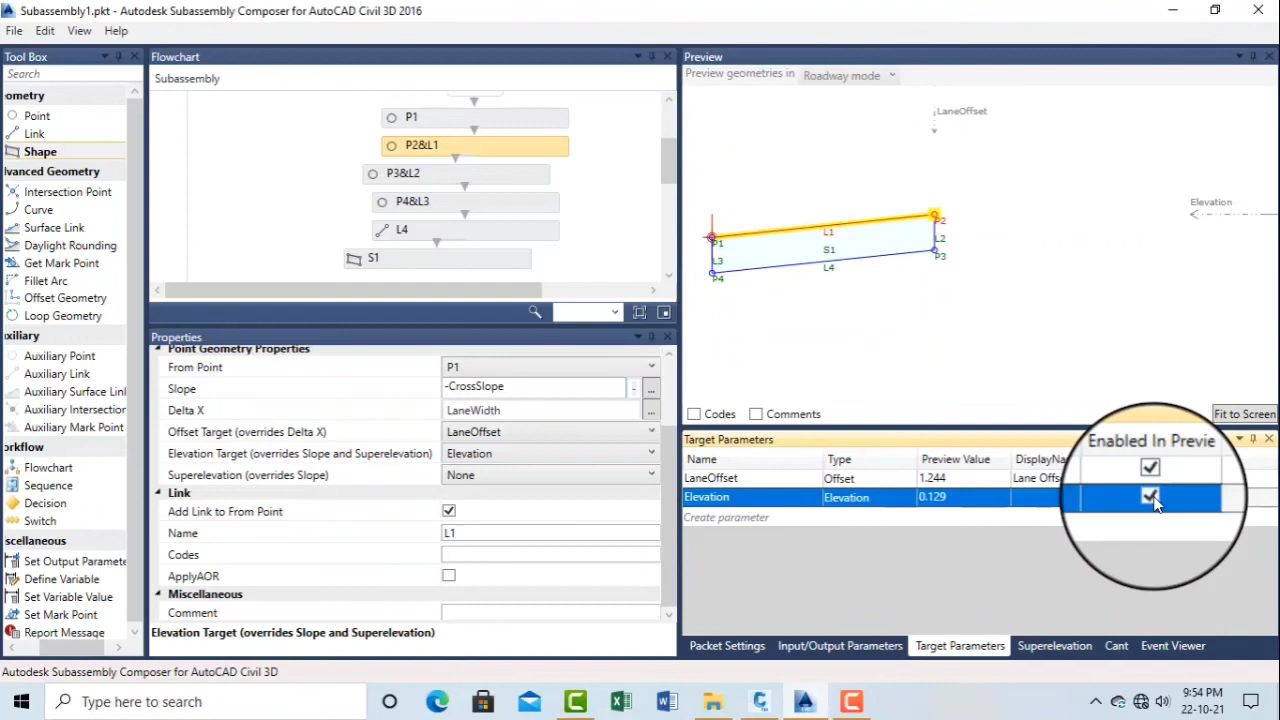 Subassembly1.pkt - Autodesk Subassembly Composer for AutoCAD Civil 3D 2016
File Edit View Help
Tool Box
Search
eometry
Point
Link
Shape
dvanced Geometry
Intersection Point
Curve
Surface Link
Daylight Rounding
Get Mark Point
Fillet Arc
Offset Geometry
Loop Geometry
uxiliary
Auxiliary Point
Auxiliary Link
Auxiliary Surface Lin
Auxiliary Intersection
Auxiliary Mark Point
orkflow
Flowchart
Sequence
Decision
Switch
scellaneous
Set Output Paramete
Define Variable
Set Variable Value
Set Mark Point
Report Message
Flowchart
Subassembly
P1
P2&L1
P3&L2
P4&L3
L4
S1
Properties
Point Geometry Properties
From Point P1
Slope -CrossSlope ...
Delta X LaneWidth ...
Offset Target (overrides Delta X) LaneOffset
Elevation Target (overrides Slope and Superelevation) Elevation
Superelevation (overrides Slope) None
Link
Add Link to From Point
Name L1
Codes
ApplyAOR
Miscellaneous
Comment
Elevation Target (overrides Slope and Superelevation)
Preview
Preview geometries in Roadway mode
LaneOffset
Elevation
P2
L1
P1
L2
S1
P3
L3
L4
P4
Codes Comments Fit to Screen
Target Parameters
Enabled In Previe
Name Type Preview Value DisplayNa
LaneOffset Offset 1.244 Lane Offs
Elevation Elevation 0.129
Create parameter
Packet Settings Input/Output Parameters Target Parameters Superelevation Cant Event Viewer
Autodesk Subassembly Composer for AutoCAD Civil 3D
Type here to search
9:54 PM
22-10-21